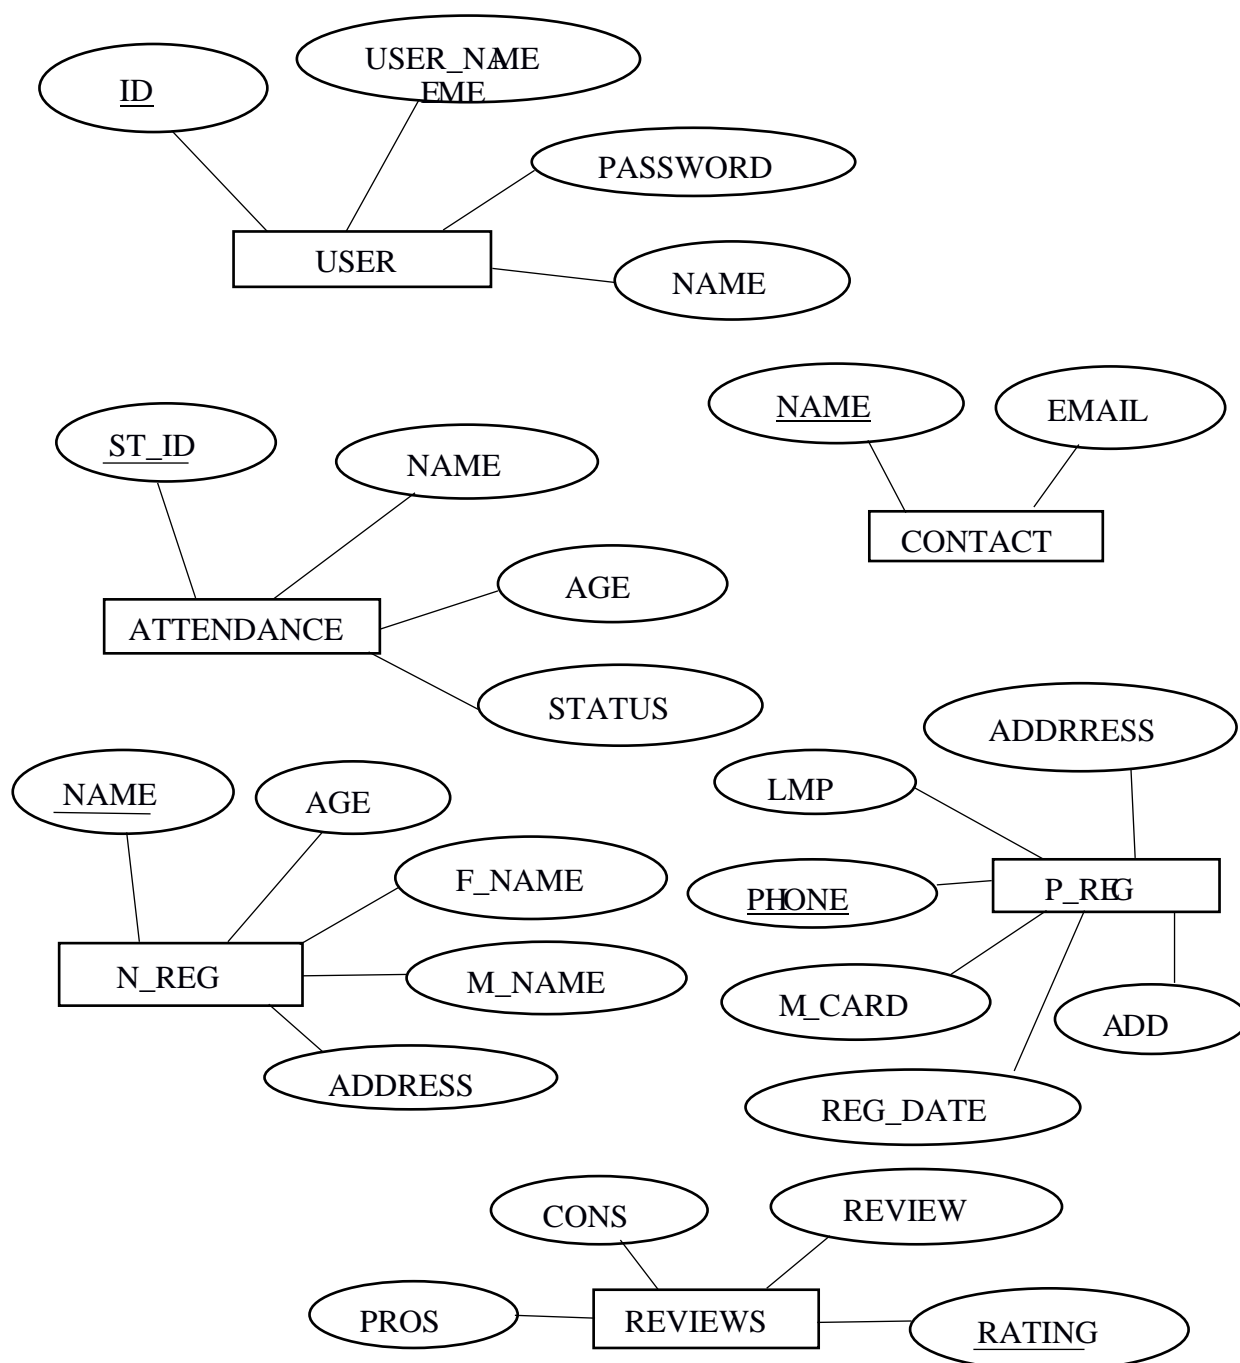 ID
USER_NAME
EME
PASSWORD
USER
NAME
NAME
EMAIL
CONTACT
ST_ID
NAME
AGE
ATTENDANCE
STATUS
NAME
AGE
F_NAME
N_REG
M_NAME
ADDRESS
ADDRRESS
LMP
PHONE
P_REG
M_CARD
ADD
REG_DATE
CONS
REVIEW
PROS
REVIEWS
RATING